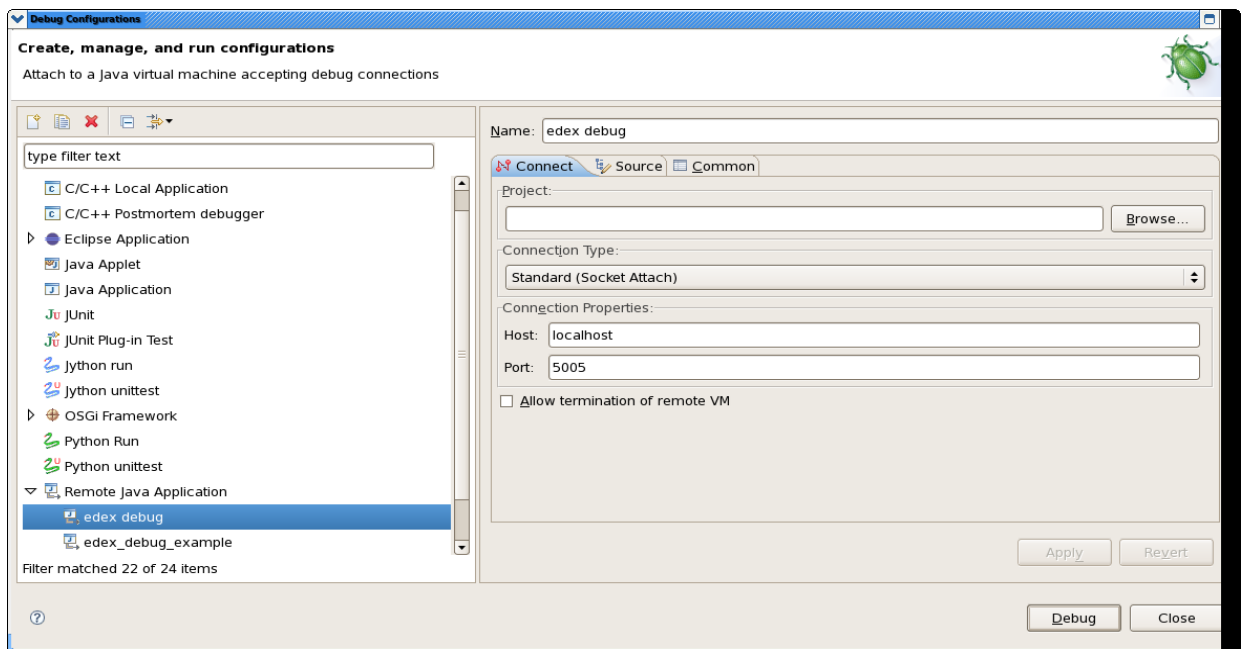 Debug Configurations
Create, manage, and run configurations
Attach to a Java virtual machine accepting debug connections
type filter text
C/C++ Local Application
C/C++ Postmortem debugger
Eclipse Application
Java Applet
Java Application
JUnit
JUnit Plug-in Test
Jython run
Jython unittest
OSGi Framework
Python Run
Python unittest
Remote Java Application
edex debug
edex_debug_example
Filter matched 22 of 24 items
Name: edex debug
Connect Source Common
Project:
Browse...
Connection Type:
Standard (Socket Attach)
Connection Properties:
Host: localhost
Port: 5005
Allow termination of remote VM
Apply Revert
Debug Close